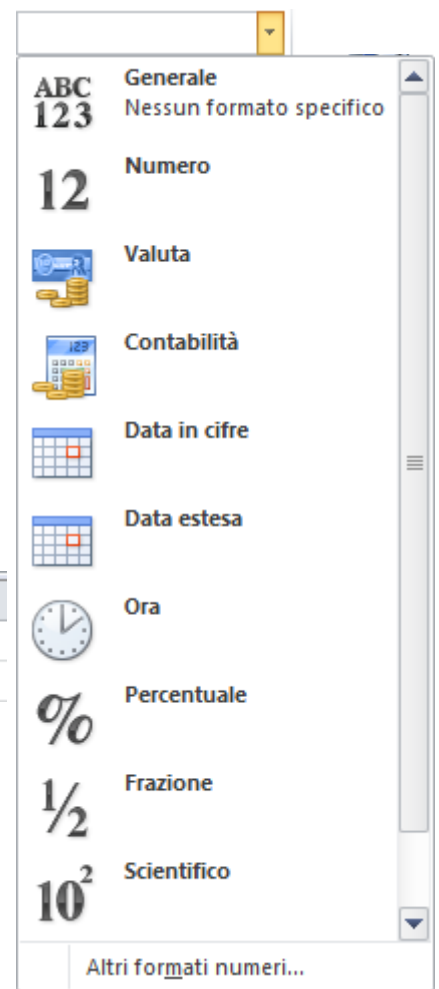 ABC
123
Generale
Nessun formato specifico
12
Numero
Valuta
123
Contabilità
Data in cifre
Data estesa
Ora
%
Percentuale
1/2
Frazione
10²
Scientifico
Altri formati numeri...